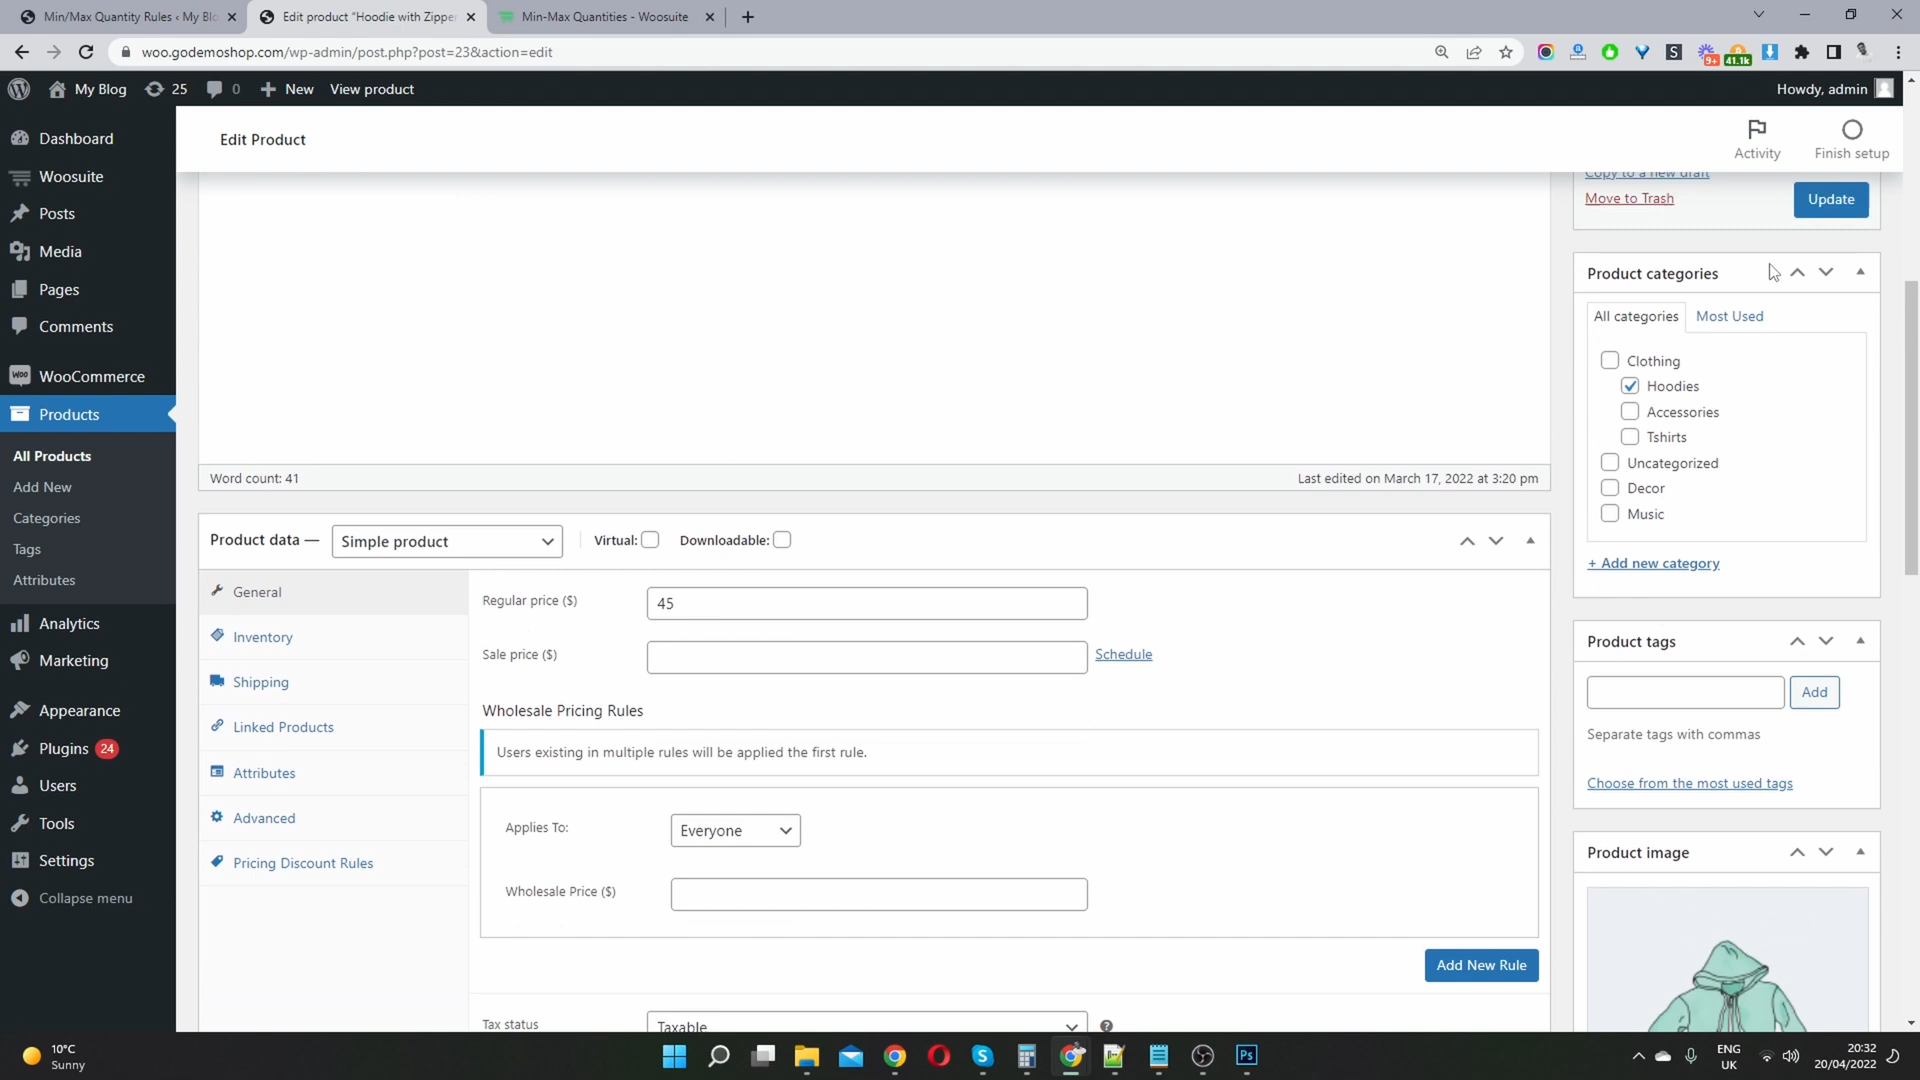 Min/Max Quantity Rules ‹ My Blo
Edit product "Hoodie with Zipper
Min-Max Quantities - Woosuite
woo.godemoshop.com/wp-admin/post.php?post=23&action=edit
9+
41.1k
My Blog
25
0
New
View product
Howdy, admin
Dashboard
Woosuite
Posts
Media
Pages
Comments
WooCommerce
Products
All Products
Add New
Categories
Tags
Attributes
Analytics
Marketing
Appearance
Plugins 24
Users
Tools
Settings
Collapse menu
Edit Product
Activity
Finish setup
Word count: 41
Last edited on March 17, 2022 at 3:20 pm
Product data —
Simple product
Virtual:
Downloadable:
General
Inventory
Shipping
Linked Products
Attributes
Advanced
Pricing Discount Rules
Regular price ($)
45
Sale price ($)
Schedule
Wholesale Pricing Rules
Users existing in multiple rules will be applied the first rule.
Applies To:
Everyone
Wholesale Price ($)
Add New Rule
Tax status
Taxable
Copy to a new draft
Move to Trash
Update
Product categories
All categories
Most Used
Clothing
Hoodies
Accessories
Tshirts
Uncategorized
Decor
Music
+ Add new category
Product tags
Add
Separate tags with commas
Choose from the most used tags
Product image
10°C
Sunny
Ps
ENG
UK
20:32
20/04/2022